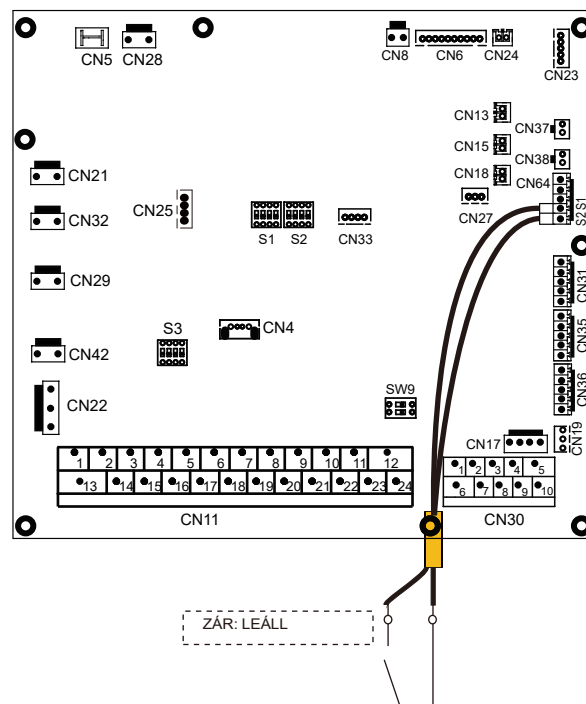 CN5
CN28
CN8
CN6
CN24
CN23
CN13
CN37
CN15
CN38
CN18
CN64
CN21
CN32
CN25
S1
S2
CN33
CN27
S1
S2
CN29
CN31
CN4
S3
CN35
CN42
CN22
SW9
CN36
CN17
CN19
1 2 3 4 5 6 7 8 9 10 11 12
13 14 15 16 17 18 19 20 21 22 23 24
1 2 3 4 5
6 7 8 9 10
CN11
CN30
ZÁR: LEÁLL